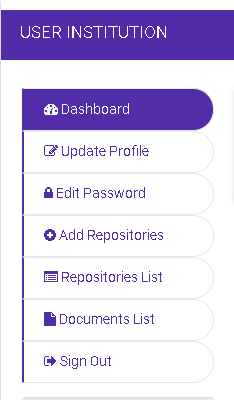 USER INSTITUTION
Dashboard
Update Profile
Edit Password
Add Repositories
Repositories List
Documents List
Sign Out